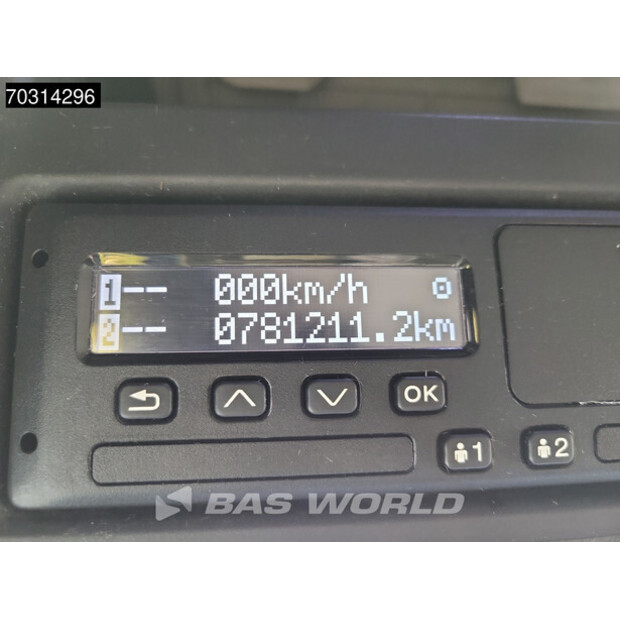 70314296
1-- 000km/h
2-- 0781211.2km
OK
1 2
BAS WORLD